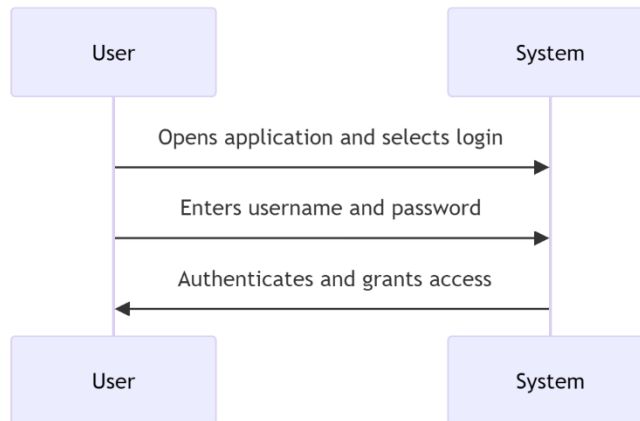 User
System
Opens application and selects login
Enters username and password
Authenticates and grants access
User
System